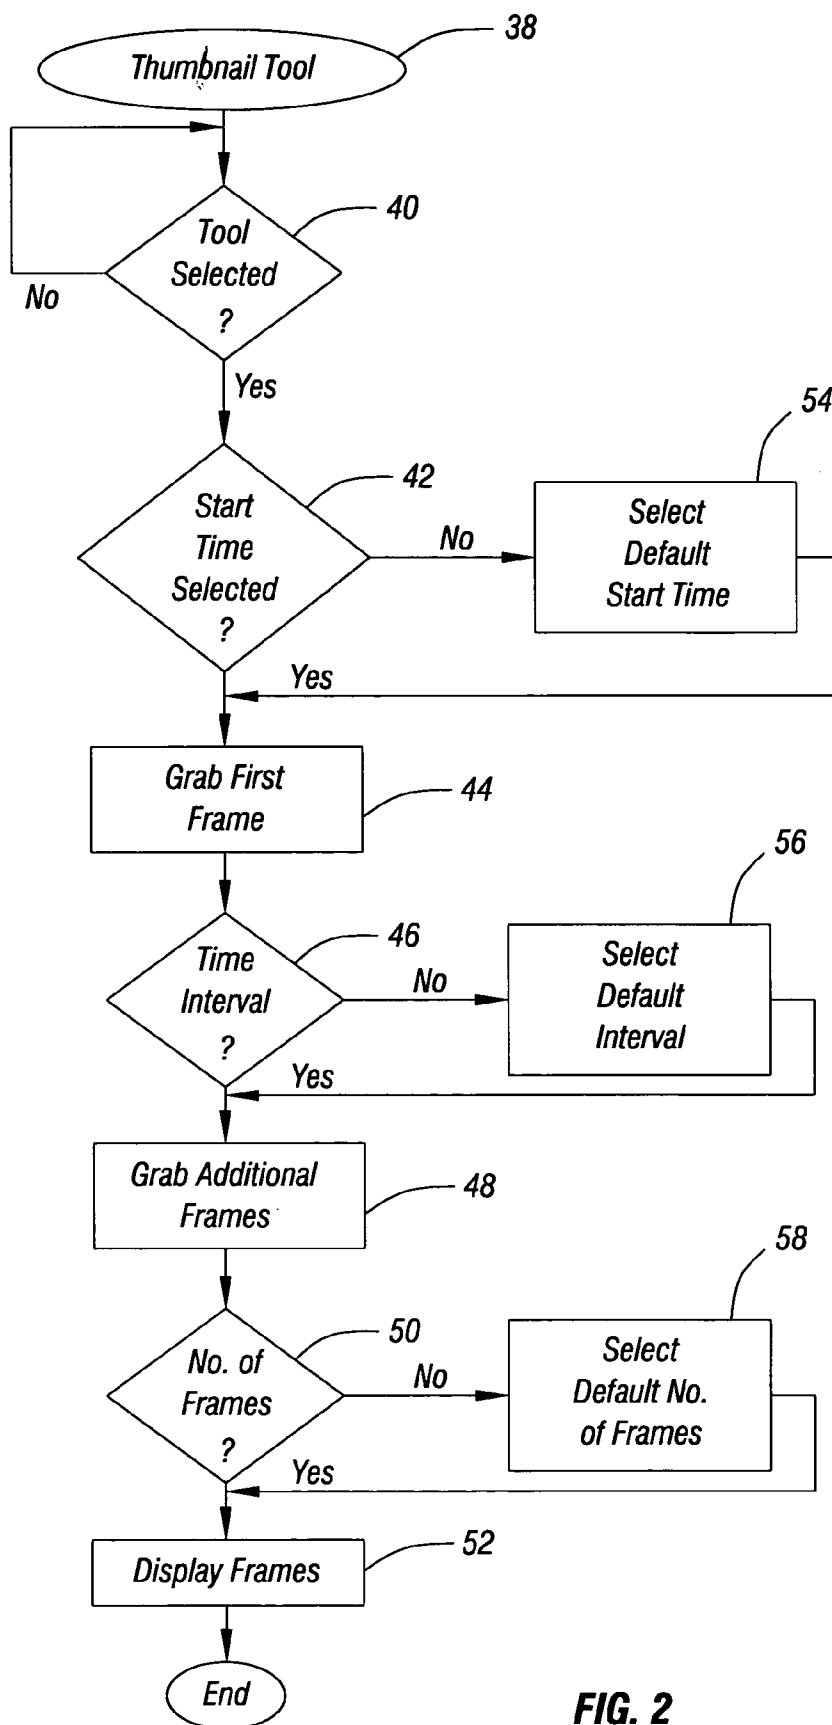 38
Thumbnail Tool
40
Tool
Selected
?
No
Yes
54
42
Start
Time
Selected
?
No
Select
Default
Start Time
Yes
Grab First
Frame
44
56
46
Time
Interval
?
No
Select
Default
Interval
Yes
Grab Additional
Frames
48
58
50
No. of
Frames
?
No
Select
Default No.
of Frames
Yes
Display Frames
52
End
FIG. 2